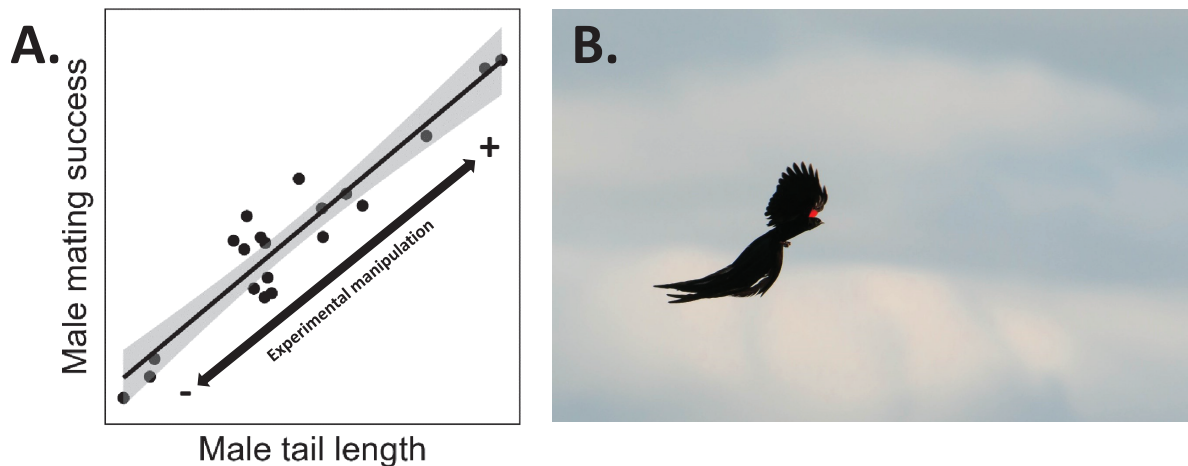 A.
B.
Male mating success
+
Experimental manipulation
-
Male tail length